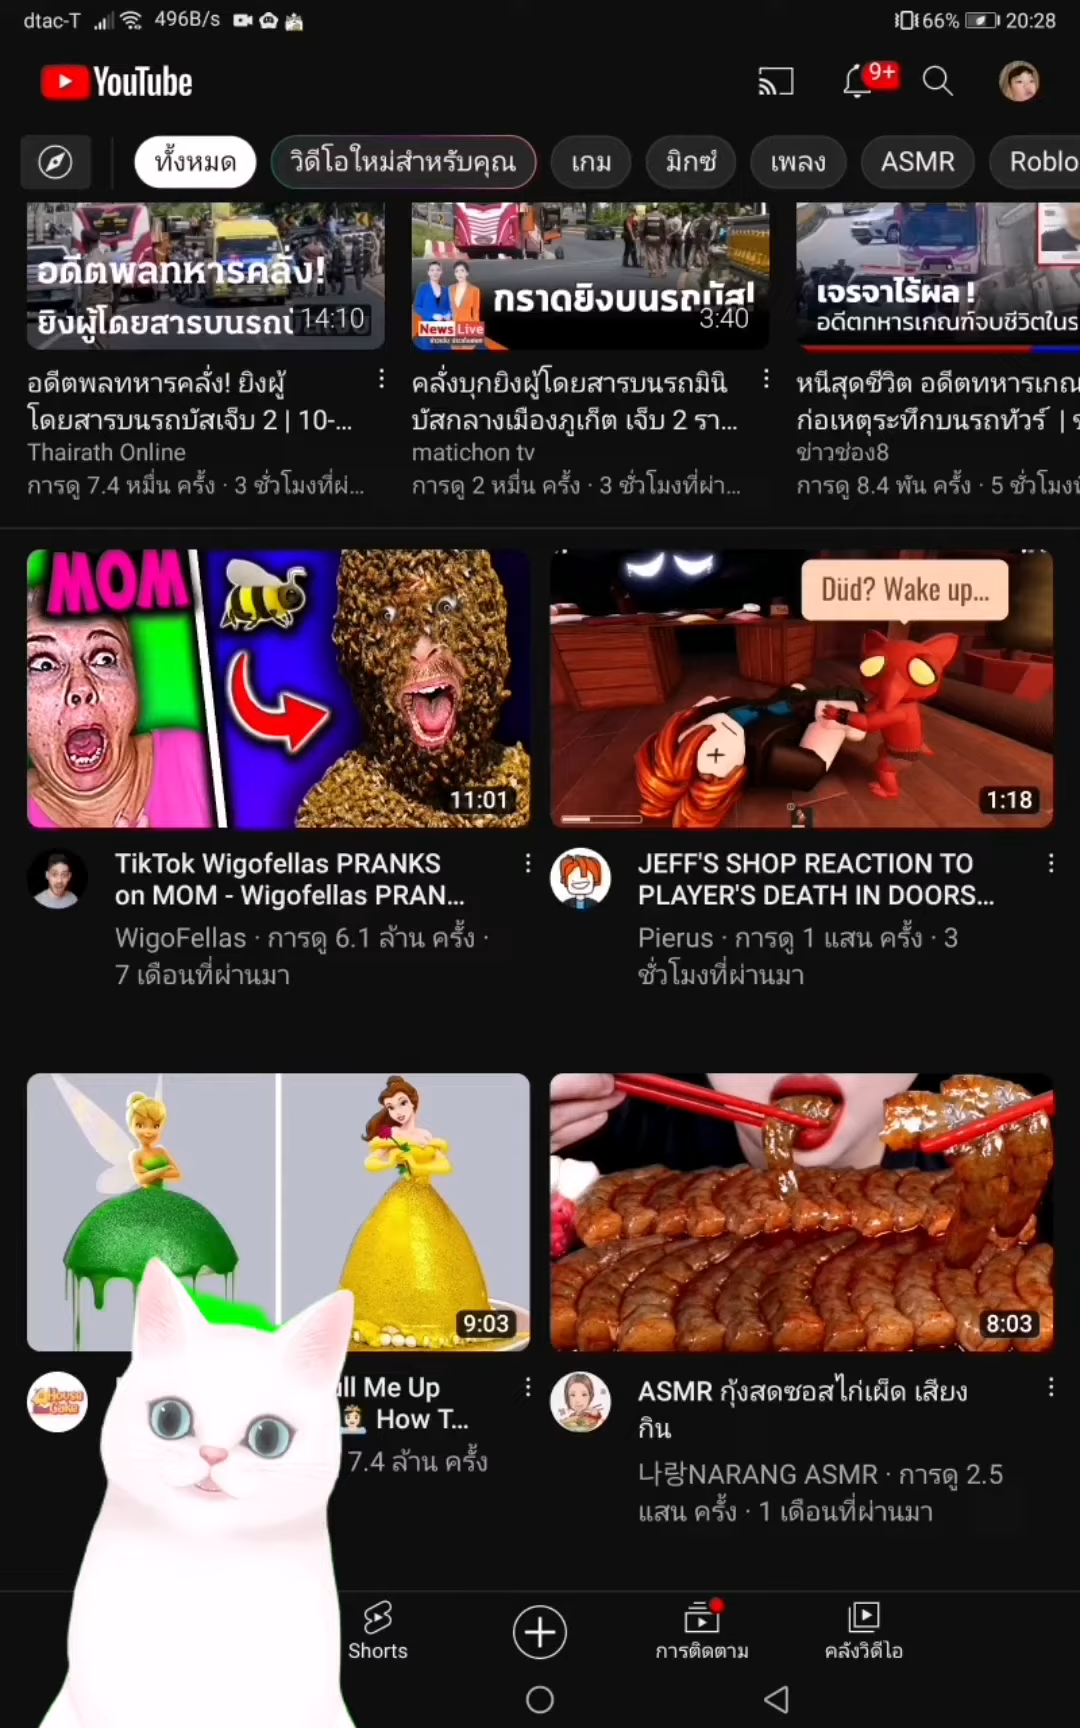 dtac-T 496B/s 66% 20:28
YouTube 9+
ทั้งหมด วิดีโอใหม่สำหรับคุณ เกม มิกซ์ เพลง ASMR Roblo
อดีตพลทหารคลั่ง!
ยิงผู้โดยสารบนรถบ 14:10
News Live
กราดยิงบนรถบัส!
3:40
เจรจาไร้ผล !
อดีตทหารเกณฑ์จบชีวิตในร
อดีตพลทหารคลั่ง! ยิงผู้
โดยสารบนรถบัสเจ็บ 2 | 10-...
Thairath Online
การดู 7.4 หมื่น ครั้ง · 3 ชั่วโมงที่ผ่...
คลั่งบุกยิงผู้โดยสารบนรถมินิ
บัสกลางเมืองภูเก็ต เจ็บ 2 รา...
matichon tv
การดู 2 หมื่น ครั้ง · 3 ชั่วโมงที่ผ่า...
หนีสุดชีวิต อดีตทหารเกณ
ก่อเหตุระทึกบนรถทัวร์ | ข
ข่าวช่อง8
การดู 8.4 พัน ครั้ง · 5 ชั่วโมงที
MOM
11:01
Düd? Wake up...
1:18
TikTok Wigofellas PRANKS
on MOM - Wigofellas PRAN...
WigoFellas · การดู 6.1 ล้าน ครั้ง ·
7 เดือนที่ผ่านมา
JEFF'S SHOP REACTION TO
PLAYER'S DEATH IN DOORS...
Pierus · การดู 1 แสน ครั้ง · 3
ชั่วโมงที่ผ่านมา
9:03
8:03
House
Cake
ll Me Up
How T...
7.4 ล้าน ครั้ง
ASMR กุ้งสดซอสไก่เผ็ด เสียง
กิน
나랑NARANG ASMR · การดู 2.5
แสน ครั้ง · 1 เดือนที่ผ่านมา
Shorts
การติดตาม
คลังวิดีโอ